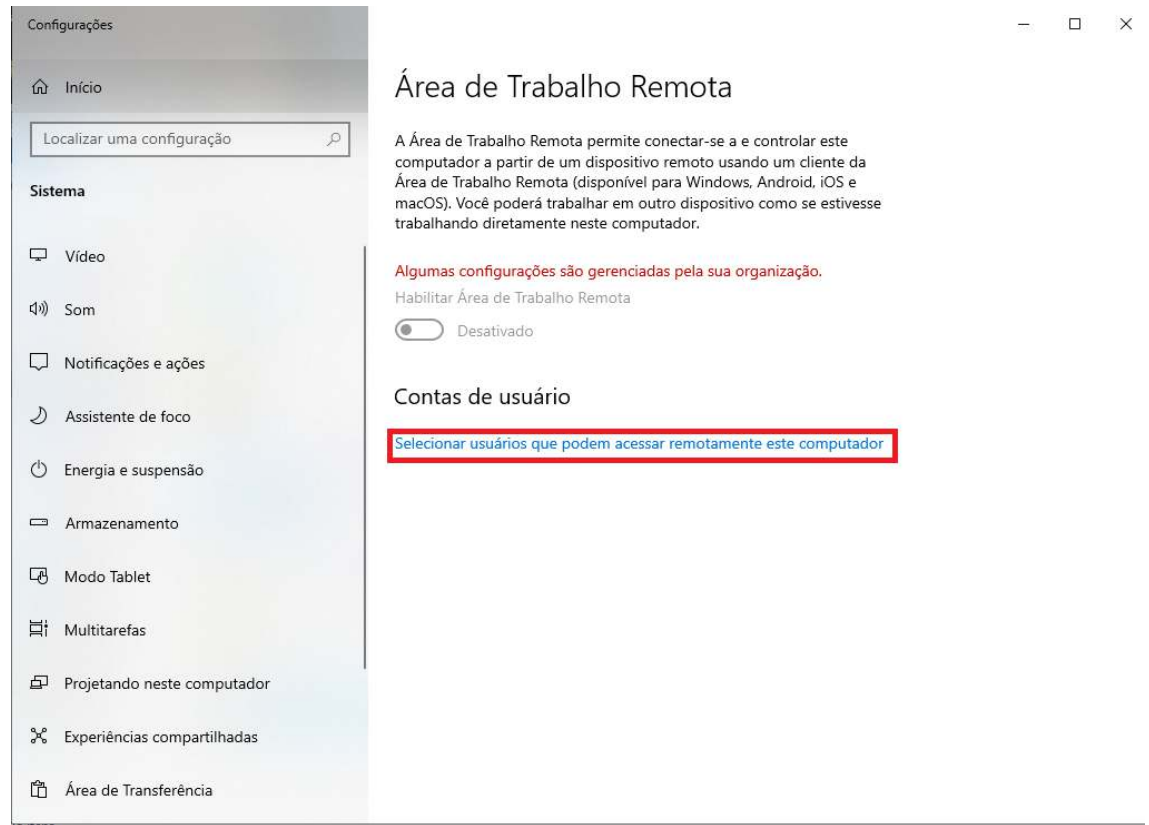 Configurações
Início
Localizar uma configuração
Sistema
Vídeo
Som
Notificações e ações
Assistente de foco
Energia e suspensão
Armazenamento
Modo Tablet
Multitarefas
Projetando neste computador
Experiências compartilhadas
Área de Transferência
Área de Trabalho Remota
A Área de Trabalho Remota permite conectar-se a e controlar este
computador a partir de um dispositivo remoto usando um cliente da
Área de Trabalho Remota (disponível para Windows, Android, iOS e
macOS). Você poderá trabalhar em outro dispositivo como se estivesse
trabalhando diretamente neste computador.
Algumas configurações são gerenciadas pela sua organização.
Habilitar Área de Trabalho Remota
Desativado
Contas de usuário
Selecionar usuários que podem acessar remotamente este computador